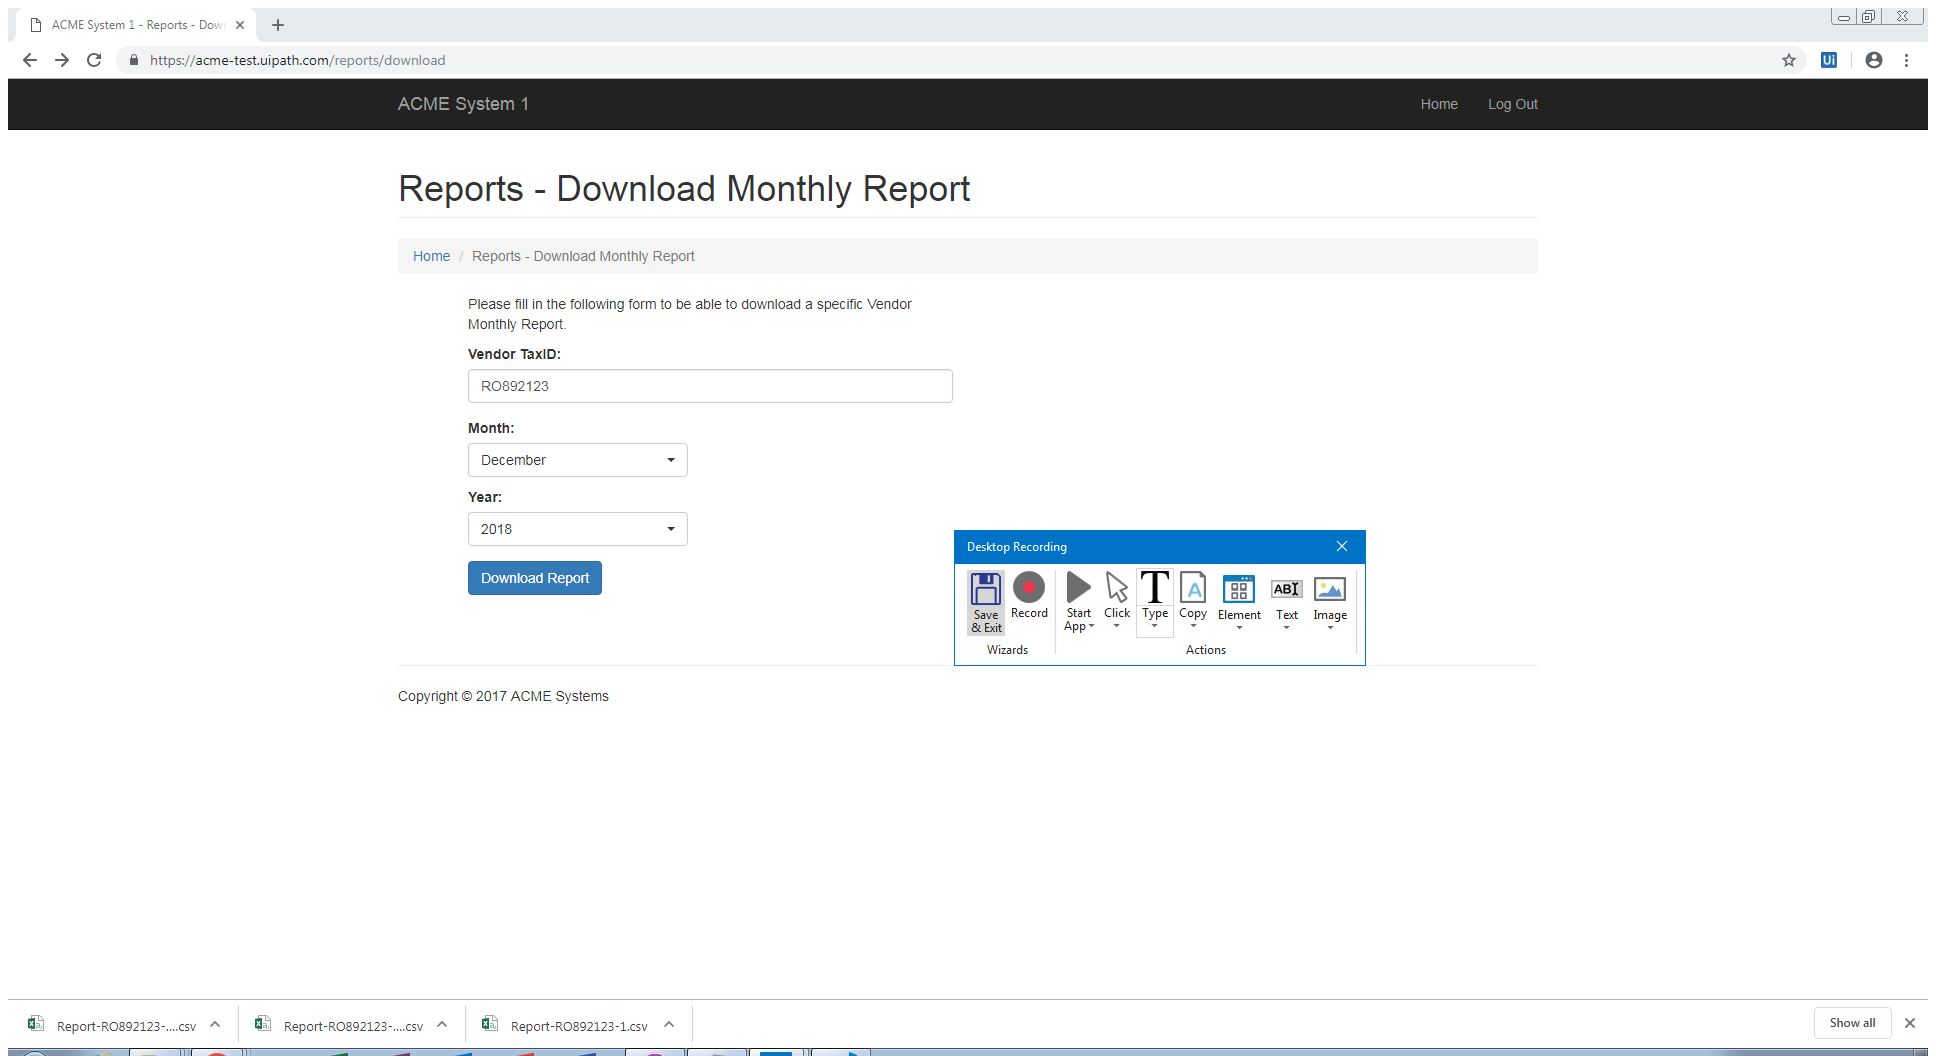 ACME System 1 - Reports - Dow
https://acme-test.uipath.com/reports/download
Ui
ACME System 1
Home
Log Out
Reports - Download Monthly Report
Home / Reports - Download Monthly Report
Please fill in the following form to be able to download a specific Vendor
Monthly Report.
Vendor TaxID:
RO892123
Month:
December
Year:
2018
Download Report
Desktop Recording
Save
& Exit
Record
Start
App
Click
Type
Copy
Element
Text
Image
Wizards
Actions
Copyright © 2017 ACME Systems
Report-RO892123-....csv
Report-RO892123-....csv
Report-RO892123-1.csv
Show all